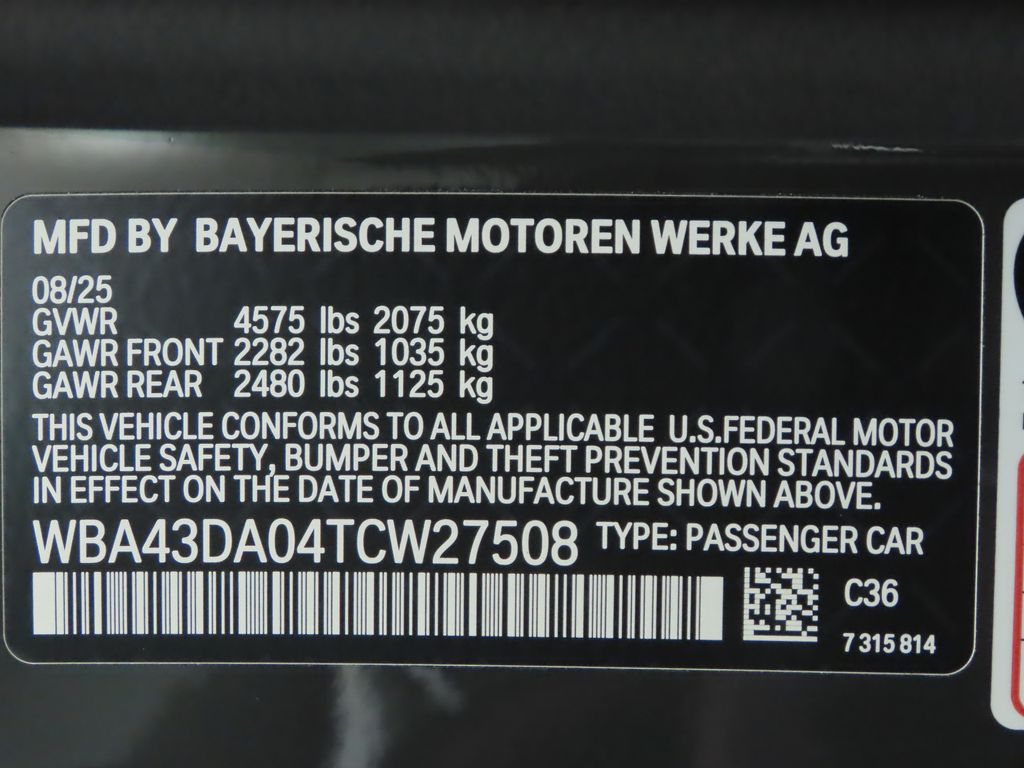 MFD BY BAYERISCHE MOTOREN WERKE AG
08/25
GVWR 4575 lbs 2075 kg
GAWR FRONT 2282 lbs 1035 kg
GAWR REAR 2480 lbs 1125 kg
THIS VEHICLE CONFORMS TO ALL APPLICABLE U.S.FEDERAL MOTOR
VEHICLE SAFETY, BUMPER AND THEFT PREVENTION STANDARDS
IN EFFECT ON THE DATE OF MANUFACTURE SHOWN ABOVE.
WBA43DA04TCW27508 TYPE: PASSENGER CAR
C36
7 315 814